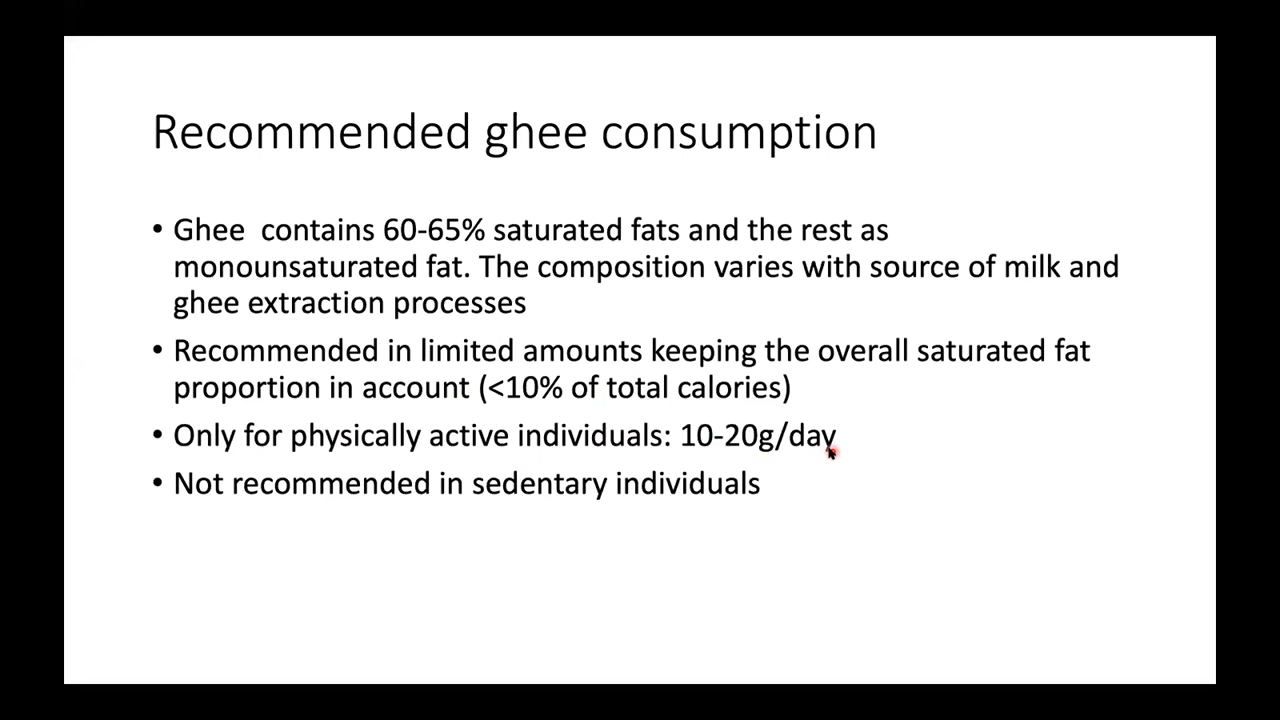 Recommended ghee consumption
• Ghee  contains 60-65% saturated fats and the rest as
monounsaturated fat. The composition varies with source of milk and
ghee extraction processes
• Recommended in limited amounts keeping the overall saturated fat
proportion in account (<10% of total calories)
• Only for physically active individuals: 10-20g/day
• Not recommended in sedentary individuals